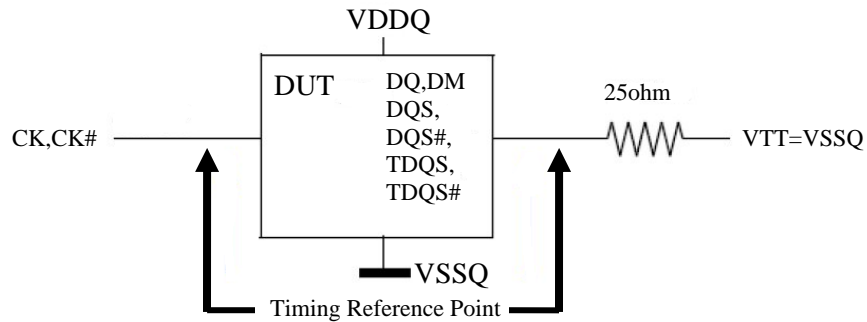 VDDQ
DUT
DQ,DM
DQS,
DQS#,
TDQS,
TDQS#
CK,CK#
25ohm
VTT=VSSQ
VSSQ
Timing Reference Point